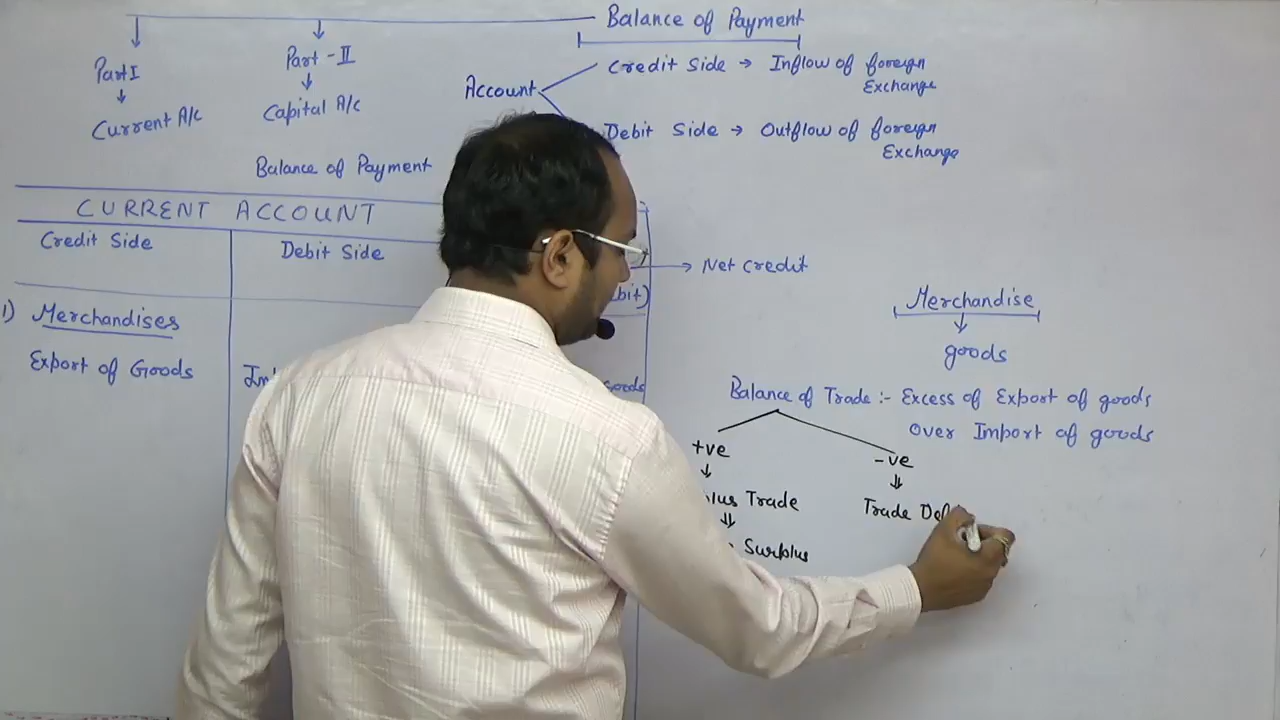 Balance of Payment
Part I
Part - II
Current A/c
Capital A/c
Account
Credit Side → Inflow of foreign
Exchange
Debit Side → Outflow of foreign
Exchange
Balance of Payment
CURRENT ACCOUNT
Credit Side
Debit Side
→ Net credit
1) Merchandises
Export of Goods
Goods
Merchandise
goods
Balance of Trade :- Excess of Export of goods
Over Import of goods
+ve
-ve
Trade
Surplus
Trade